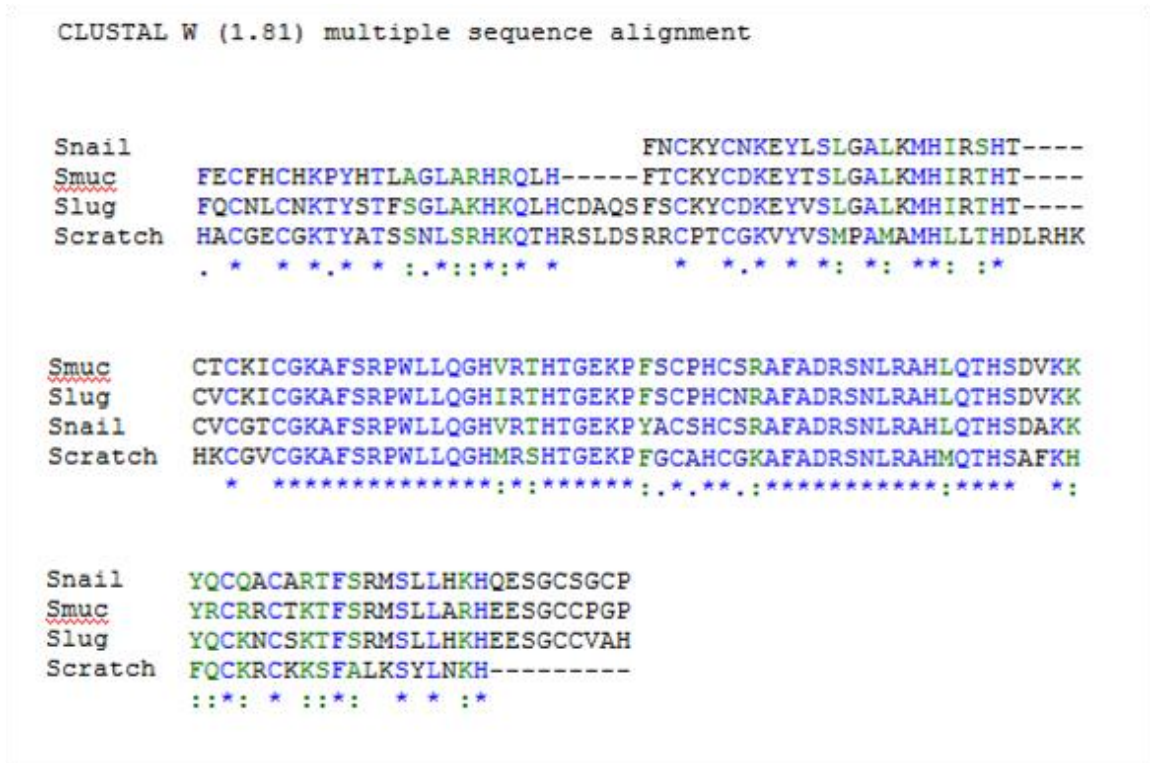 CLUSTAL W (1.81) multiple sequence alignment
Snail FNCKYCNKEYLSLGALKMHIRSHT----
Smuc FECFHCHKPYHTLAGLARHRQLH-----FTCKYCDKEYTSLGALKMHIRTHT----
Slug FQCNLCNKTYSTFSGLAKHKQLHCDAQSFSCKYCDKEYVSLGALKMHIRTHT----
Scratch HACGECGKTYATSSNLSRHKQTHRSLDSRRCPTCGKVYVSMPAMAMHLLTHDLRHK
. * * *.* * :.*::*:* * * *.* * *: *: **: :*
Smuc CTCKICGKAFSRPWLLQGHVRTHTGEKPFSCPHCSRAFADRSNLRAHLQTHSDVKK
Slug CVCKICGKAFSRPWLLQGHIRTHTGEKPFSCPHCNRAFADRSNLRAHLQTHSDVKK
Snail CVCGTCGKAFSRPWLLQGHVRTHTGEKPYACSHCSRAFADRSNLRAHLQTHSDAKK
Scratch HKCGVCGKAFSRPWLLQGHMRSHTGEKPFGCAHCGKAFADRSNLRAHMQTHSAFKH
* **************:*:******:.*.**.:***********:**** *:
Snail YQCQACARTFSRMSLLHKHQESGCSGCP
Smuc YRCRRCTKTFSRMSLLARHEESGCCPGP
Slug YQCKNCSKTFSRMSLLHKHEESGCCVAH
Scratch FQCKRCKKSFALKSYLNKH---------
::*: * ::*: * * :*